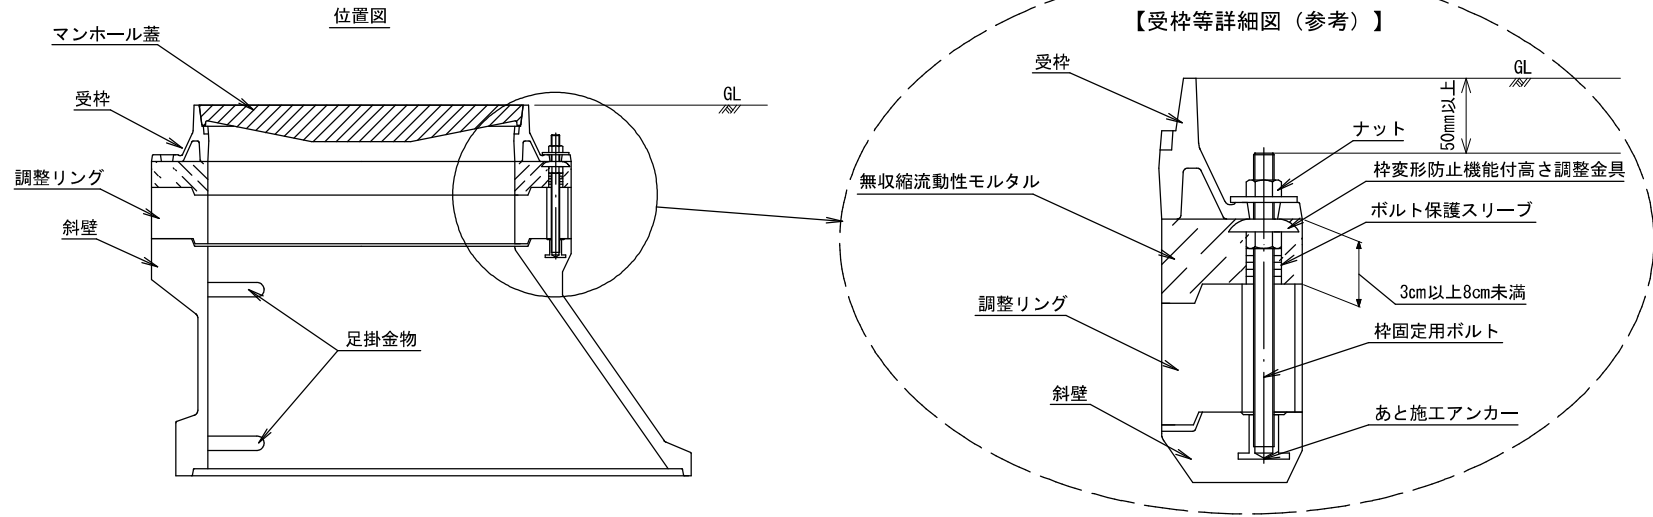 位置図
マンホール蓋
受枠
GL
調整リング
斜壁
足掛金物
【受枠等詳細図（参考）】
受枠
GL
50mm以上
ナット
枠変形防止機能付高さ調整金具
無収縮流動性モルタル
ボルト保護スリーブ
3cm以上8cm未満
調整リング
枠固定用ボルト
斜壁
あと施工アンカー